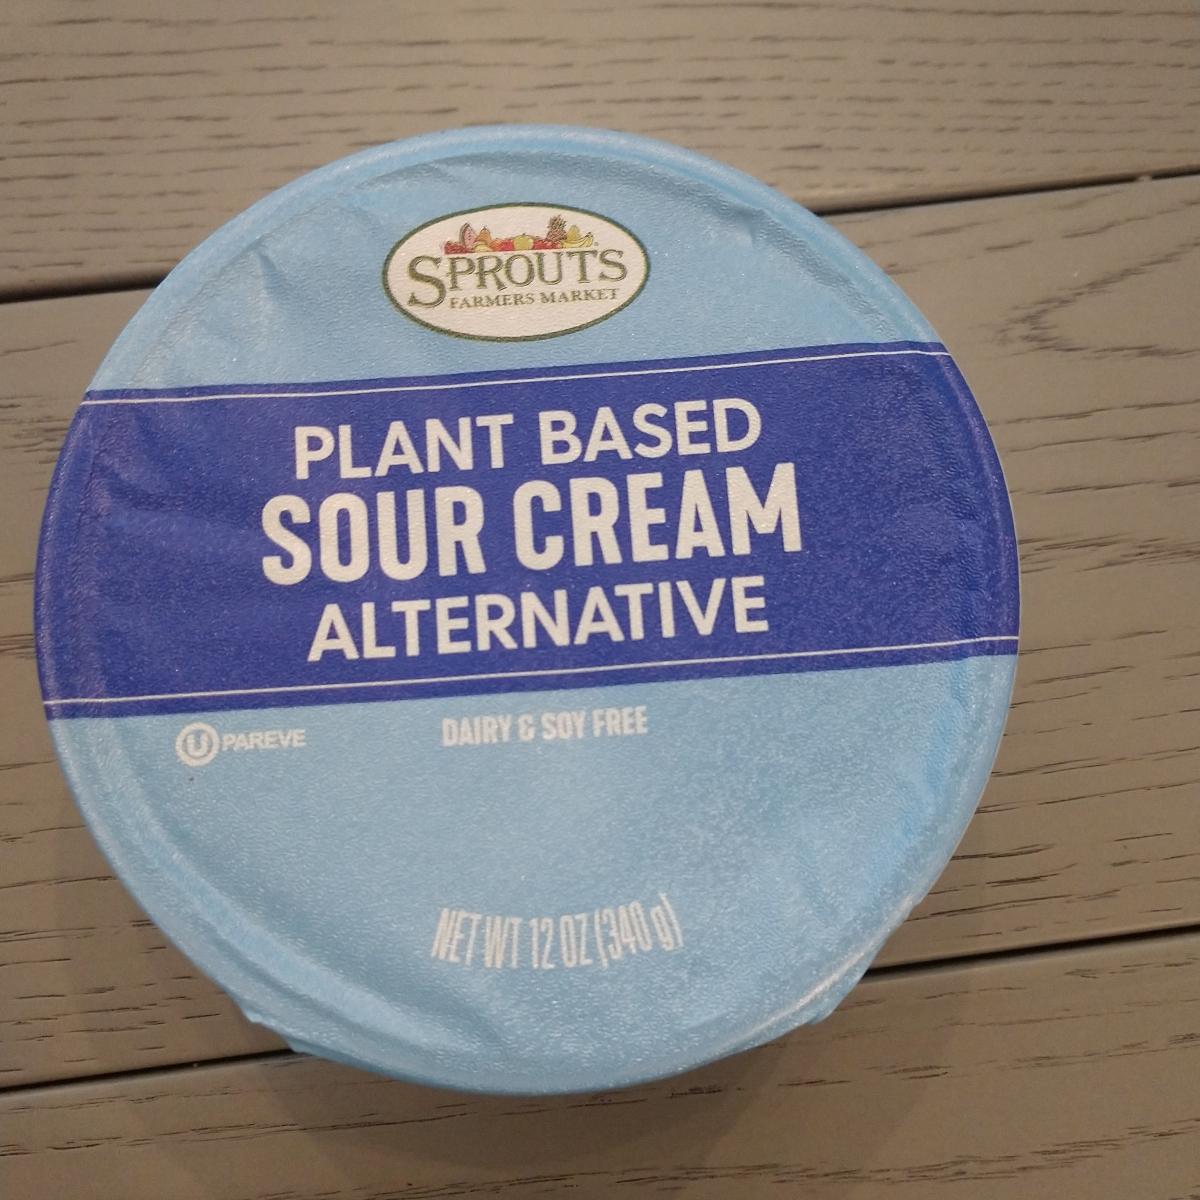 SPROUTS
FARMERS MARKET
PLANT BASED
SOUR CREAM
ALTERNATIVE
U PAREVE
DAIRY & SOY FREE
NET WT 12 OZ (340 g)